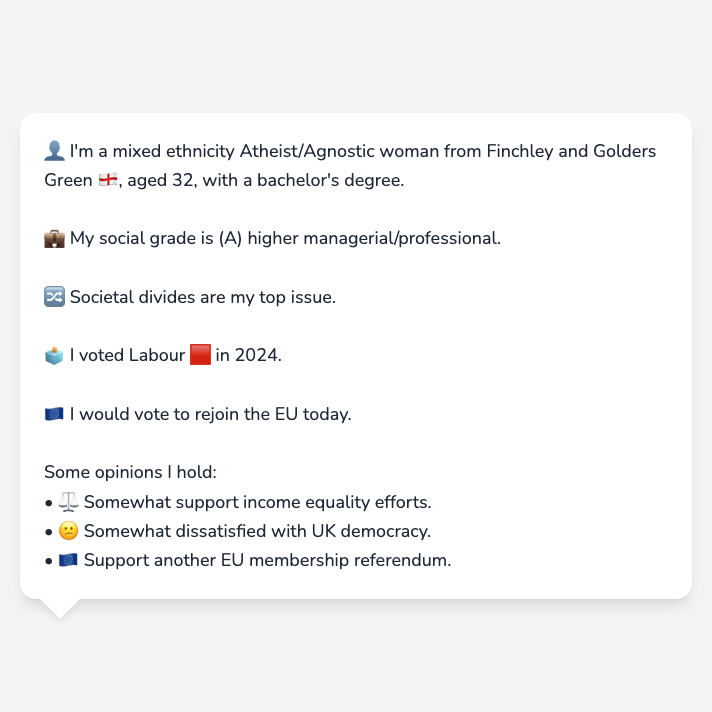 👤 I'm a mixed ethnicity Atheist/Agnostic woman from Finchley and Golders
Green 🏴󠁧󠁢󠁥󠁮󠁧󠁿, aged 32, with a bachelor's degree.
💼 My social grade is (A) higher managerial/professional.
🔀 Societal divides are my top issue.
🗳️ I voted Labour 🟥 in 2024.
🇪🇺 I would vote to rejoin the EU today.
Some opinions I hold:
• ⚖️ Somewhat support income equality efforts.
• 🙁 Somewhat dissatisfied with UK democracy.
• 🇪🇺 Support another EU membership referendum.